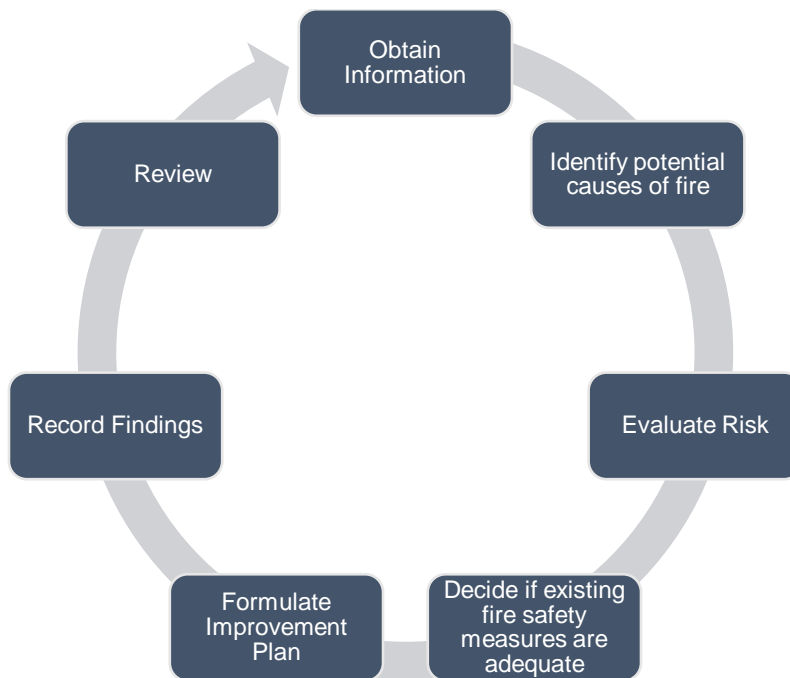 Obtain
Information
Identify potential
causes of fire
Evaluate Risk
Decide if existing
fire safety
measures are
adequate
Formulate
Improvement
Plan
Record Findings
Review